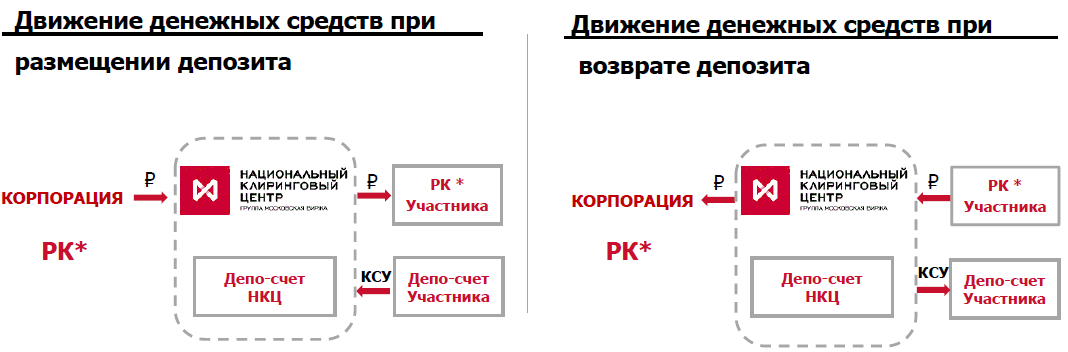 Движение денежных средств при
размещении депозита
₽
₽
НАЦИОНАЛЬНЫЙ
КЛИРИНГОВЫЙ
ЦЕНТР
ГРУППА МОСКОВСКАЯ БИРЖА
КОРПОРАЦИЯ
РК *
Участника
РК*
КСУ
Депо-счет
НКЦ
Депо-счет
Участника
Движение денежных средств при
возврате депозита
₽
₽
НАЦИОНАЛЬНЫЙ
КЛИРИНГОВЫЙ
ЦЕНТР
ГРУППА МОСКОВСКАЯ БИРЖА
КОРПОРАЦИЯ
РК *
Участника
РК*
КСУ
Депо-счет
НКЦ
Депо-счет
Участника